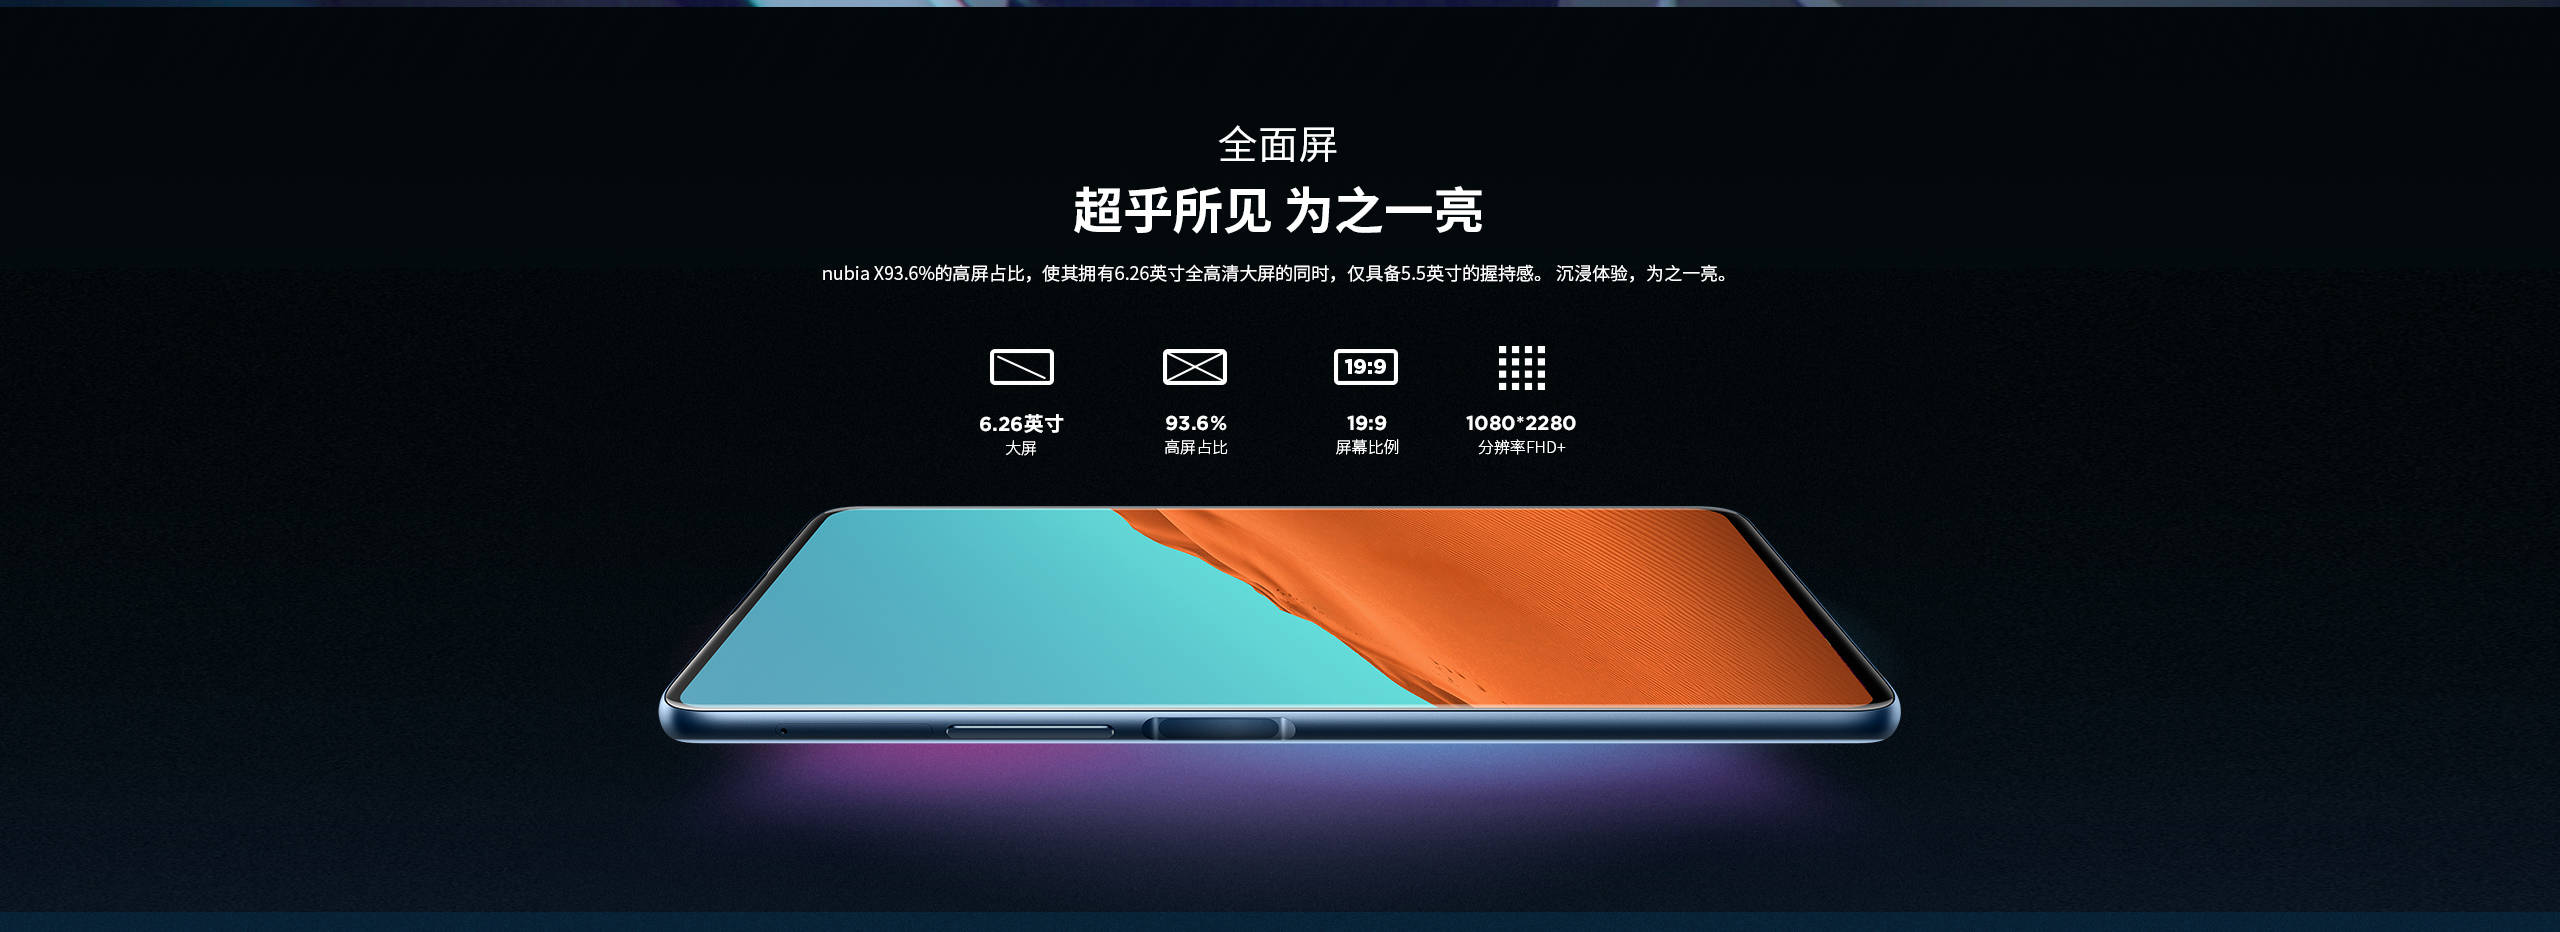 全面屏
超乎所见 为之一亮
nubia X93.6%的高屏占比，使其拥有6.26英寸全高清大屏的同时，仅具备5.5英寸的握持感。 沉浸体验，为之一亮。
19:9
6.26英寸 93.6% 19:9 1080*2280
大屏 高屏占比 屏幕比例 分辨率FHD+